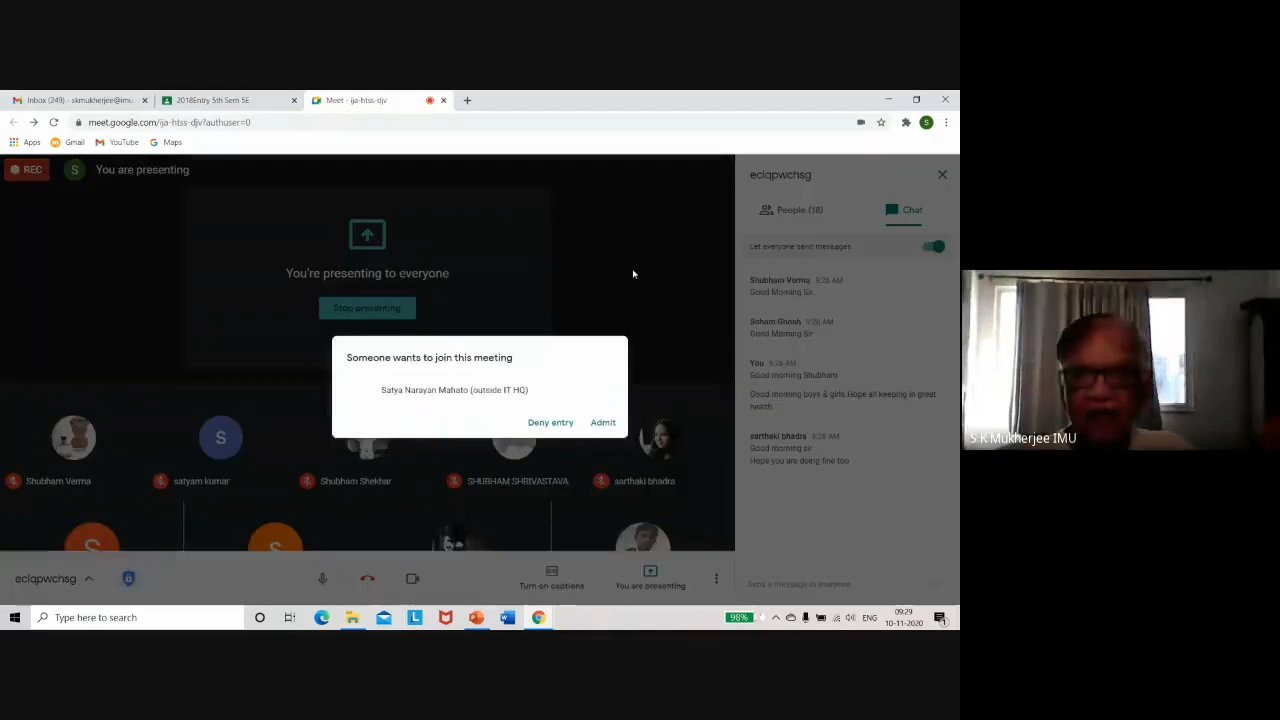 Inbox (249) - skmukherjee@imu
2018Entry 5th Sem SE
Meet - ija-htss-djv
meet.google.com/ija-htss-djv?authuser=0
Apps
Gmail
YouTube
Maps
REC
S
You are presenting
eclqpwchsg
People (18)
Chat
Let everyone send messages
You're presenting to everyone
Stop presenting
Shubham Verma 9:25 AM
Good Morning Sir
Soham Ghosh 9:26 AM
Good Morning Sir
You 9:26 AM
Good morning Shubham
Good morning boys & girls.Hope all keeping in great
health.
sarthaki bhadra 9:28 AM
Good morning sir
Hope you are doing fine too
Someone wants to join this meeting
Satya Narayan Mahato (outside IT HQ)
Deny entry
Admit
S
Shubham Verma
satyam kumar
Shubham Shekhar
SHUBHAM SHRIVASTAVA
sarthaki bhadra
S K Mukherjee IMU
eclqpwchsg
Turn on captions
You are presenting
Send a message to everyone
Type here to search
98%
ENG
09:29
10-11-2020